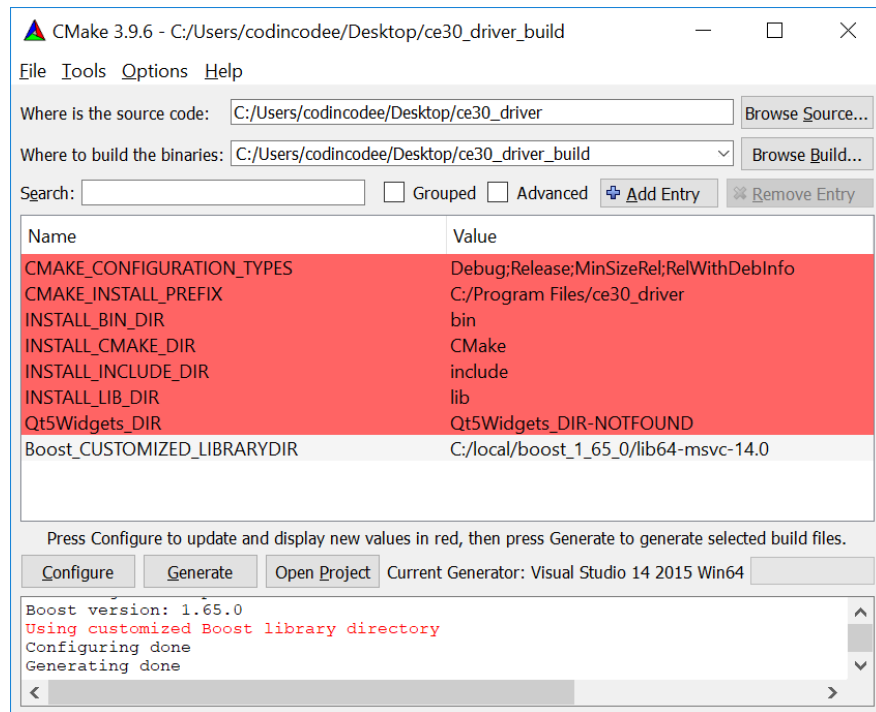 CMake 3.9.6 - C:/Users/codincodee/Desktop/ce30_driver_build
File Tools Options Help
Where is the source code: C:/Users/codincodee/Desktop/ce30_driver Browse Source...
Where to build the binaries: C:/Users/codincodee/Desktop/ce30_driver_build Browse Build...
Search: Grouped Advanced Add Entry Remove Entry
Name Value
CMAKE_CONFIGURATION_TYPES Debug;Release;MinSizeRel;RelWithDebInfo
CMAKE_INSTALL_PREFIX C:/Program Files/ce30_driver
INSTALL_BIN_DIR bin
INSTALL_CMAKE_DIR CMake
INSTALL_INCLUDE_DIR include
INSTALL_LIB_DIR lib
Qt5Widgets_DIR Qt5Widgets_DIR-NOTFOUND
Boost_CUSTOMIZED_LIBRARYDIR C:/local/boost_1_65_0/lib64-msvc-14.0
Press Configure to update and display new values in red, then press Generate to generate selected build files.
Configure Generate Open Project Current Generator: Visual Studio 14 2015 Win64
Boost version: 1.65.0
Using customized Boost library directory
Configuring done
Generating done